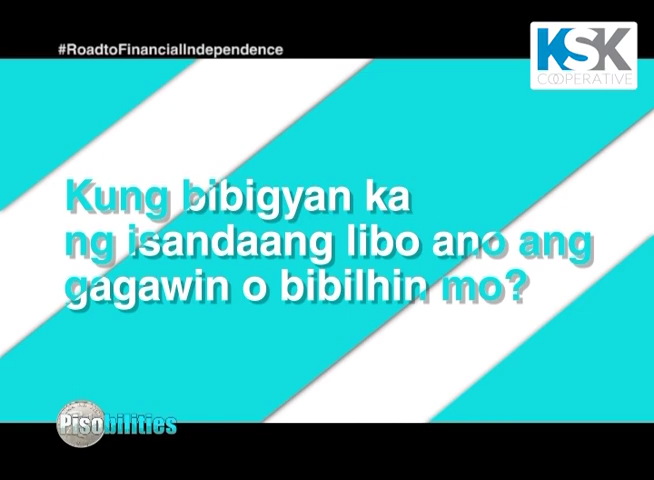 #RoadtoFinancialIndependence
KSK
COOPERATIVE
Kung bibigyan ka
ng isandaang libo ano ang
gagawin o bibilhin mo?
Pisobilities